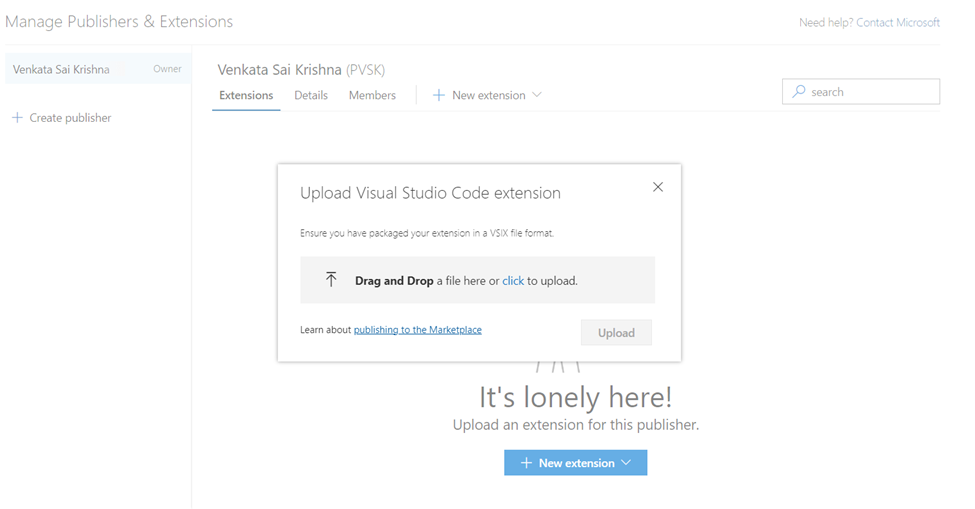 Manage Publishers & Extensions
Need help? Contact Microsoft
Venkata Sai Krishna Owner
+ Create publisher
Venkata Sai Krishna (PVSK)
Extensions Details Members + New extension
search
Upload Visual Studio Code extension
Ensure you have packaged your extension in a VSIX file format.
Drag and Drop a file here or click to upload.
Learn about publishing to the Marketplace
Upload
It's lonely here!
Upload an extension for this publisher.
+ New extension